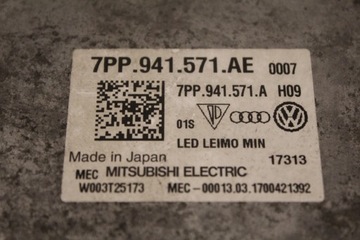 7PP.941.571.AE 0007
7PP.941.571.A H09
01S
LED LEIMO MIN
Made in Japan 17313
MEC MITSUBISHI ELECTRIC
W003T25173 MEC-00013.03.1700421392